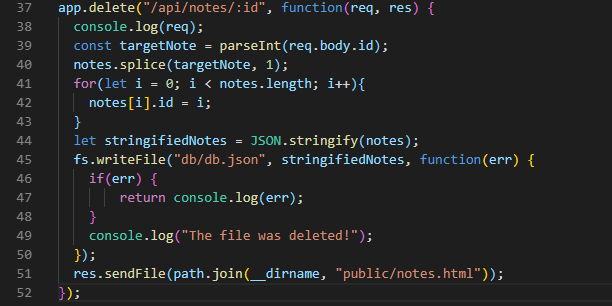 37 app.delete("/api/notes/:id", function(req, res) {
38   console.log(req);
39   const targetNote = parseInt(req.body.id);
40   notes.splice(targetNote, 1);
41   for(let i = 0; i < notes.length; i++){
42     notes[i].id = i;
43   }
44   let stringifiedNotes = JSON.stringify(notes);
45   fs.writeFile("db/db.json", stringifiedNotes, function(err) {
46     if(err) {
47         return console.log(err);
48     }
49     console.log("The file was deleted!");
50   });
51   res.sendFile(path.join(__dirname, "public/notes.html"));
52 });